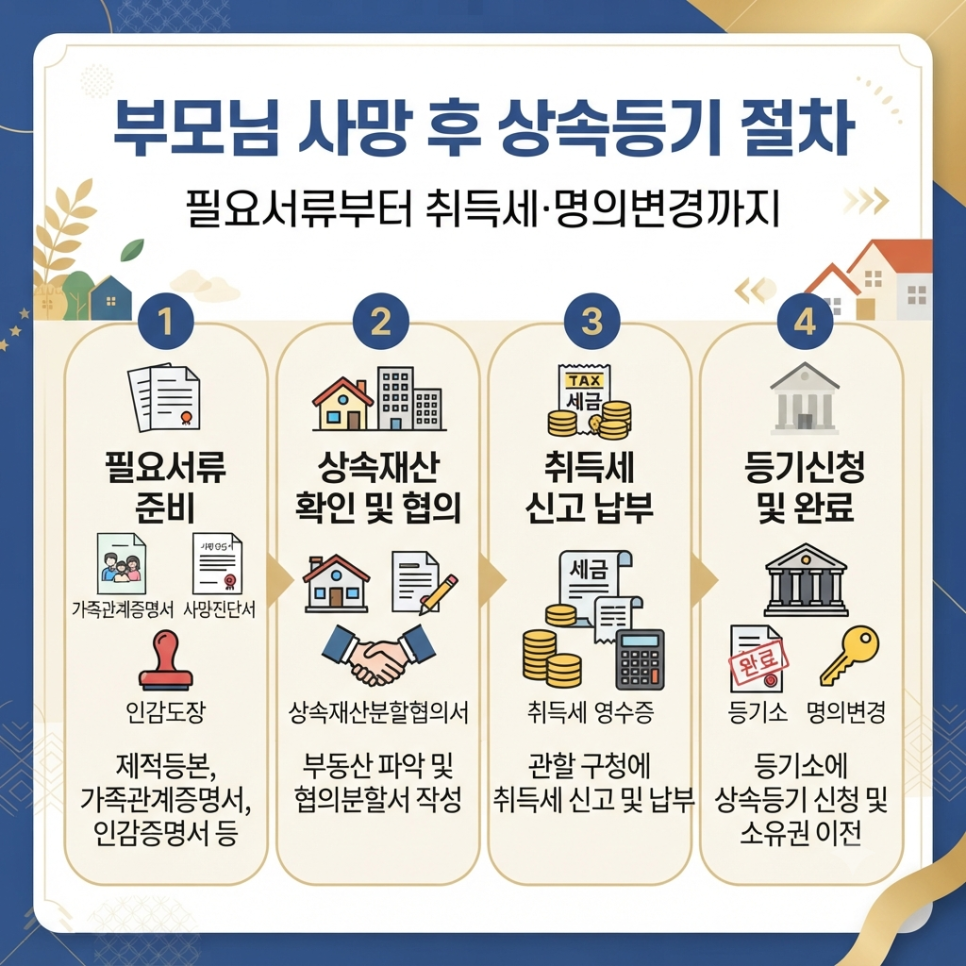 부모님 사망 후 상속등기 절차
필요서류부터 취득세·명의변경까지
1
필요서류
준비
가족관계증명서 사망진단서
인감도장
제적등본,
가족관계증명서,
인감증명서 등
2
상속재산
확인 및 협의
상속재산분할협의서
부동산 파악 및
협의분할서 작성
3
TAX
세금
취득세
신고 납부
세금
취득세 영수증
관할 구청에
취득세 신고 및 납부
4
등기신청
및 완료
완료
등기소 명의변경
등기소에
상속등기 신청 및
소유권 이전